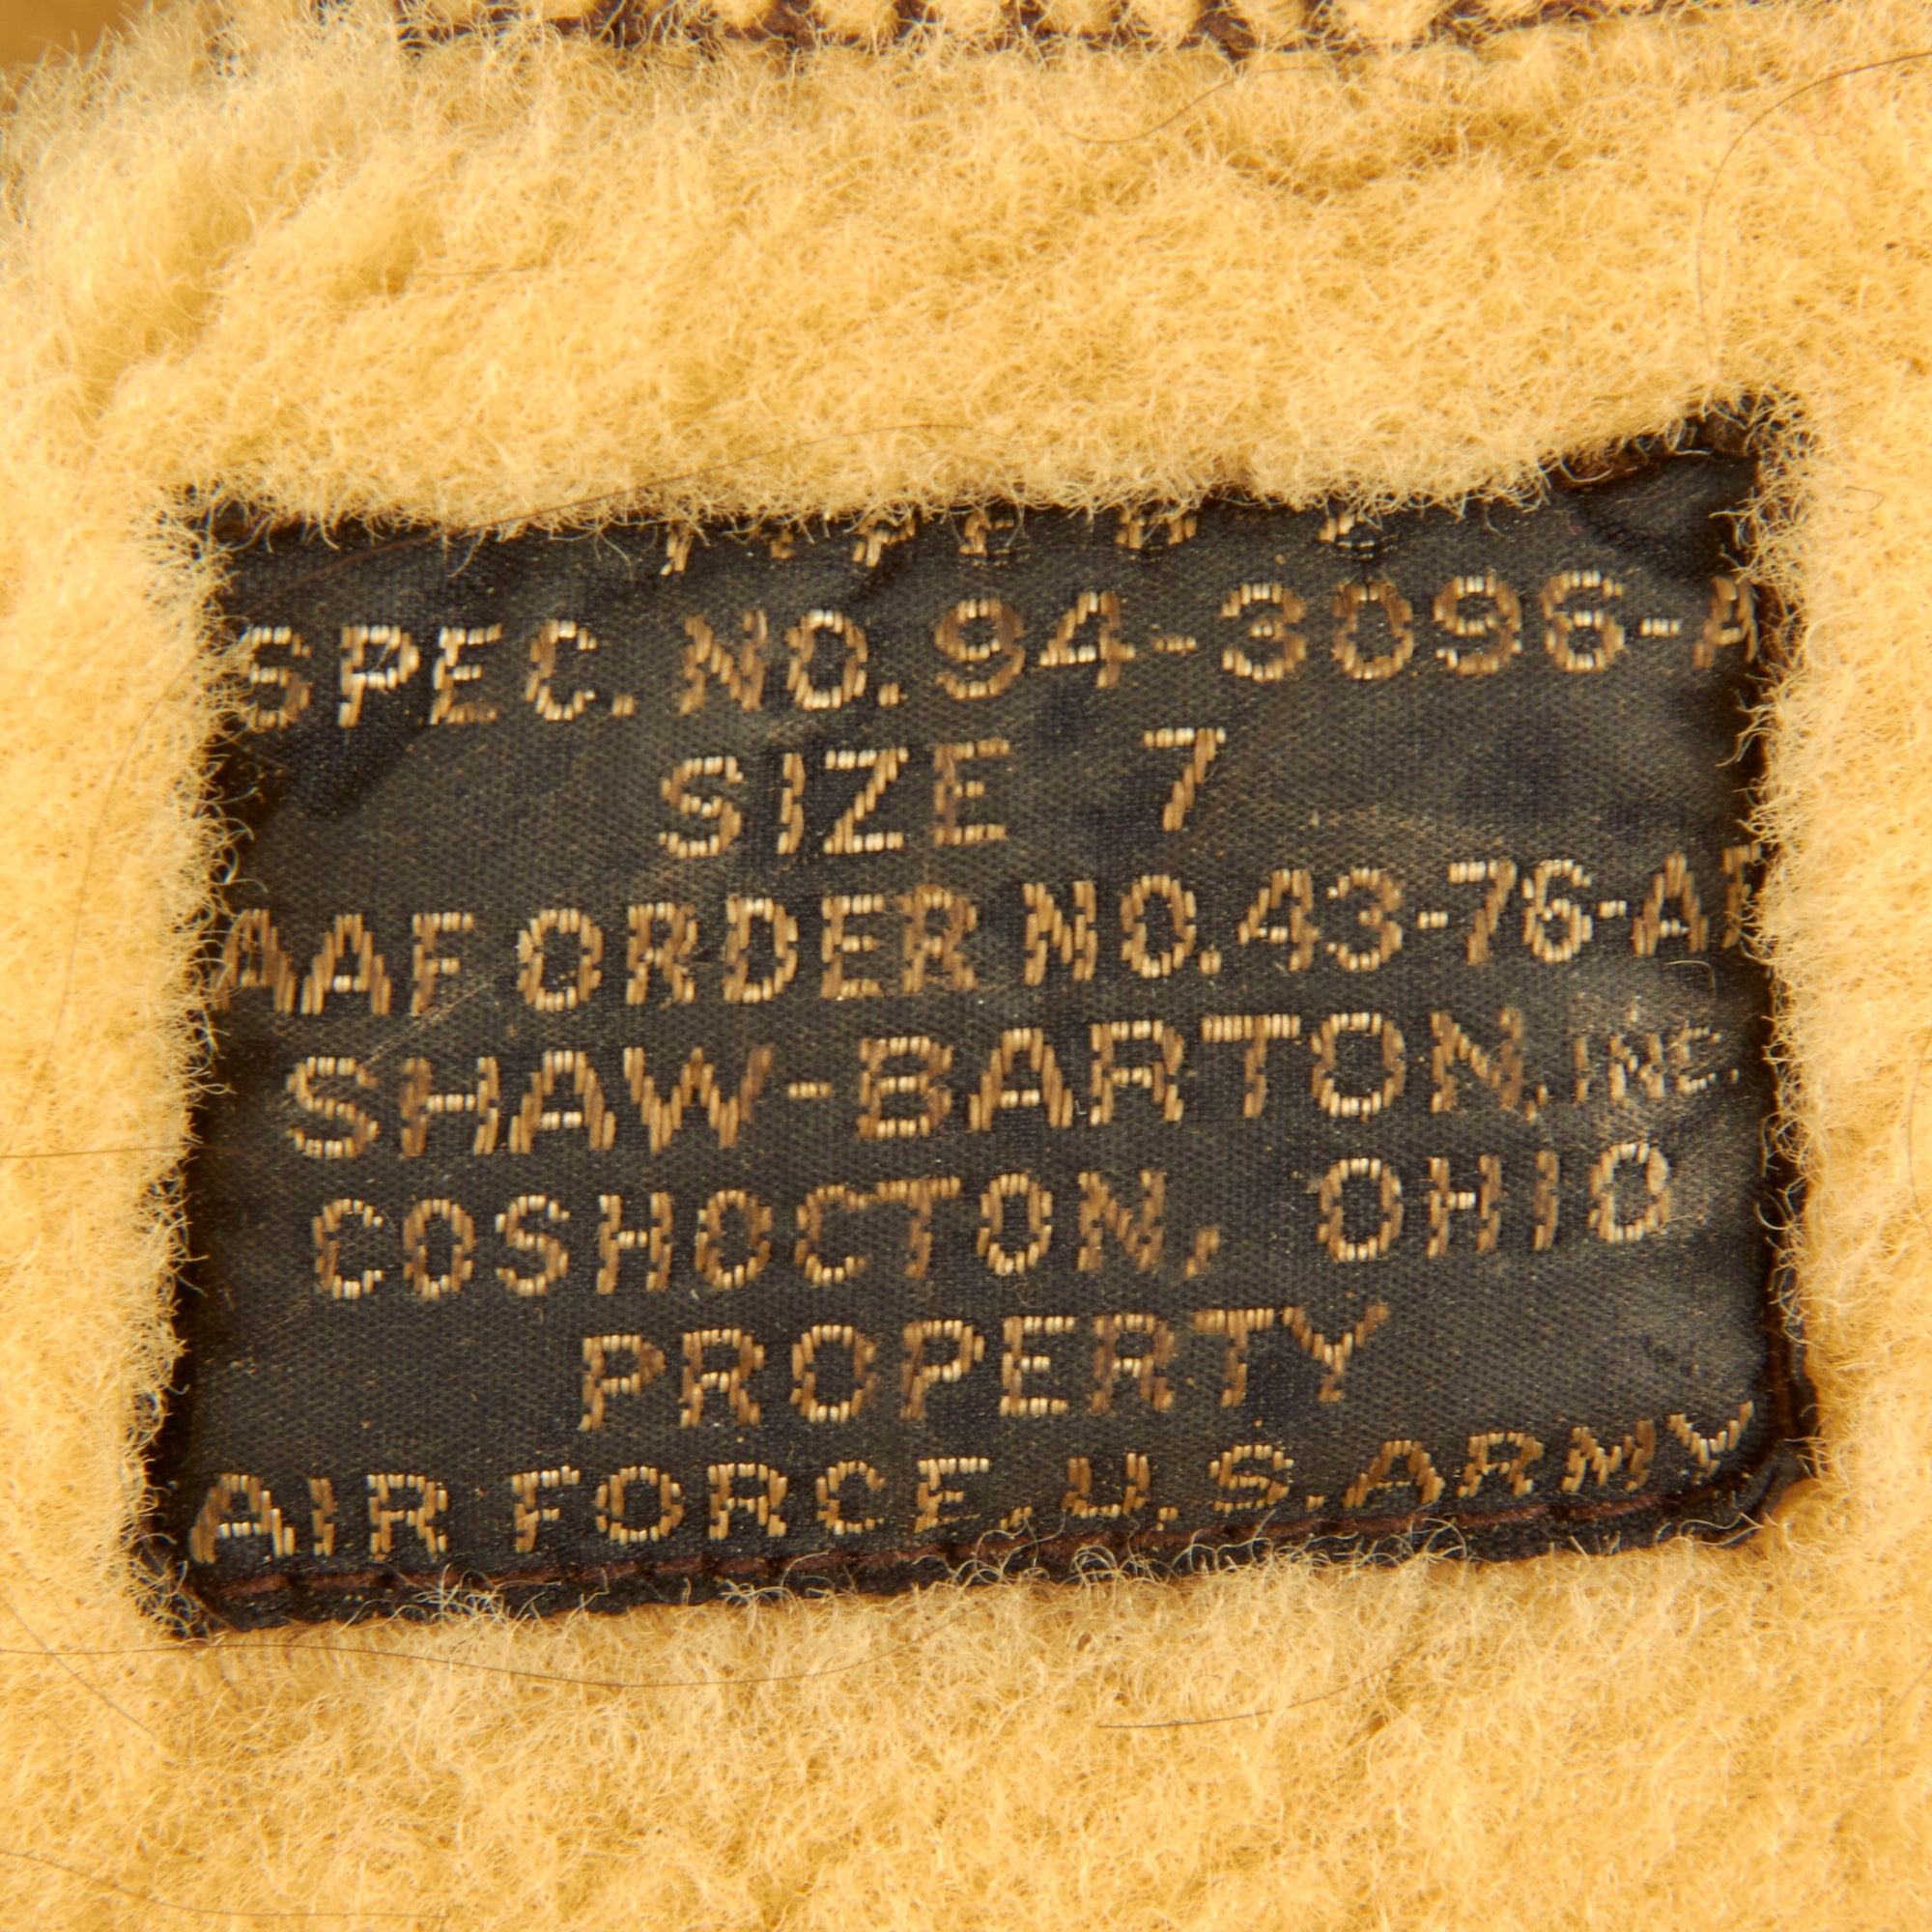 SPEC. NO. 94-3096-A
SIZE 7
AAF ORDER NO. 43-76-AF
SHAW-BARTON, INC.
COSHOCTON, OHIO
PROPERTY
AIR FORCE, U.S. ARMY